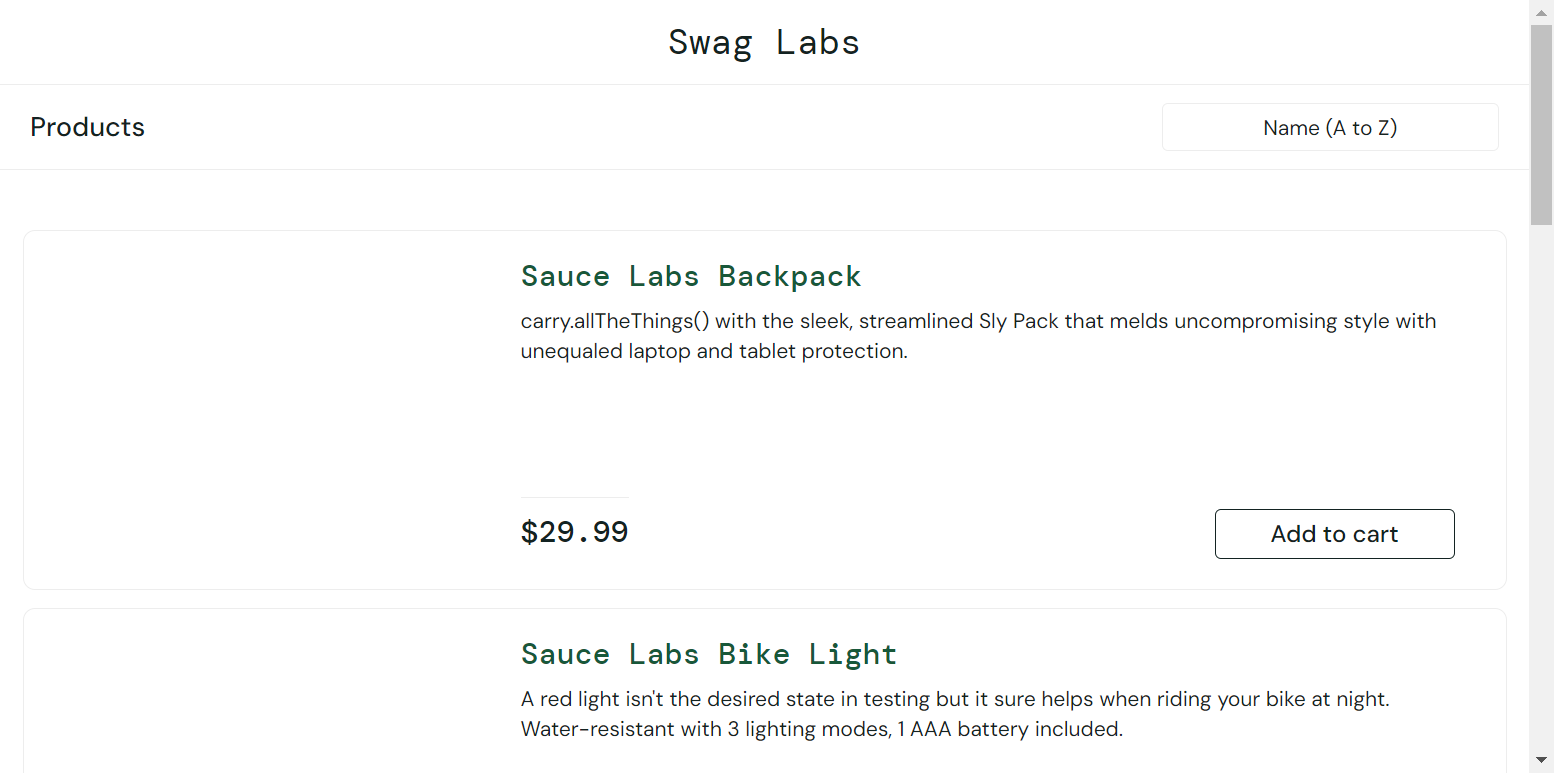 Swag Labs
Products
Name (A to Z)
Sauce Labs Backpack
carry.allTheThings() with the sleek, streamlined Sly Pack that melds uncompromising style with
unequaled laptop and tablet protection.
$29.99
Add to cart
Sauce Labs Bike Light
A red light isn't the desired state in testing but it sure helps when riding your bike at night.
Water-resistant with 3 lighting modes, 1 AAA battery included.